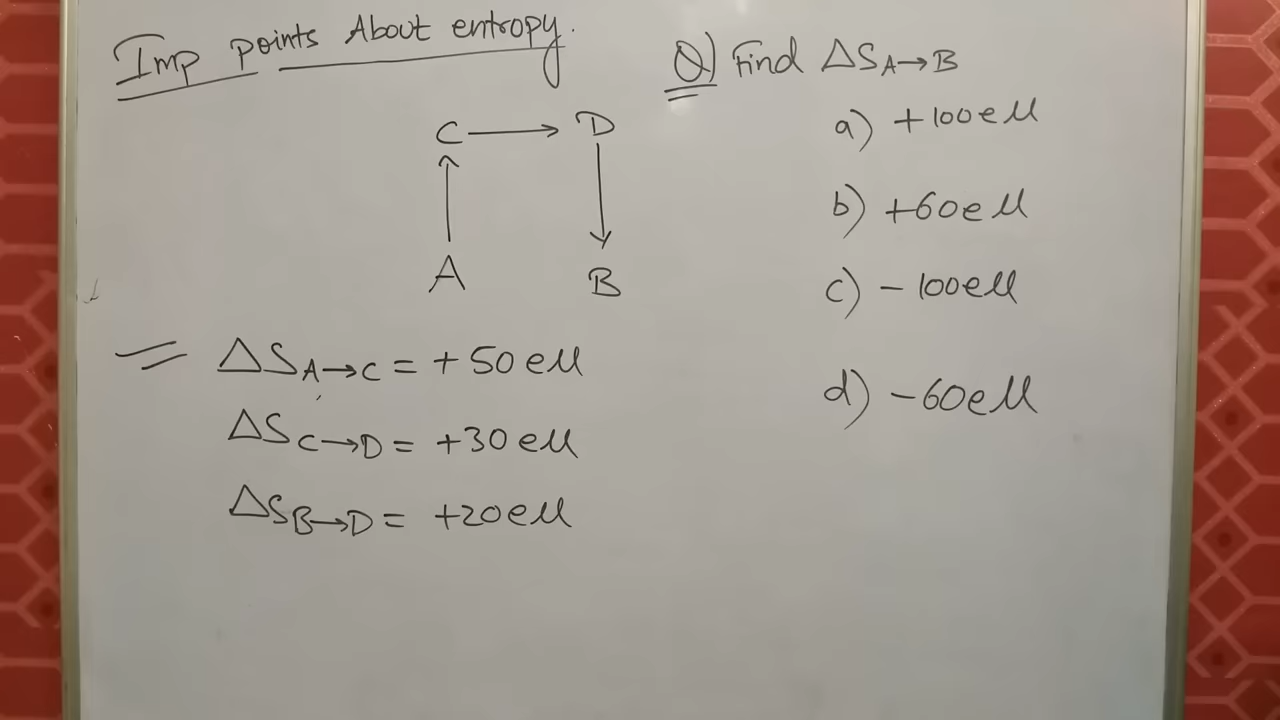 Imp points About entropy.
C → D
A B
ΔS A→C = +50 eu
ΔS C→D = +30 eu
ΔS B→D = +20 eu
Q) Find ΔS A→B
a) +100 eu
b) +60 eu
c) -100 eu
d) -60 eu